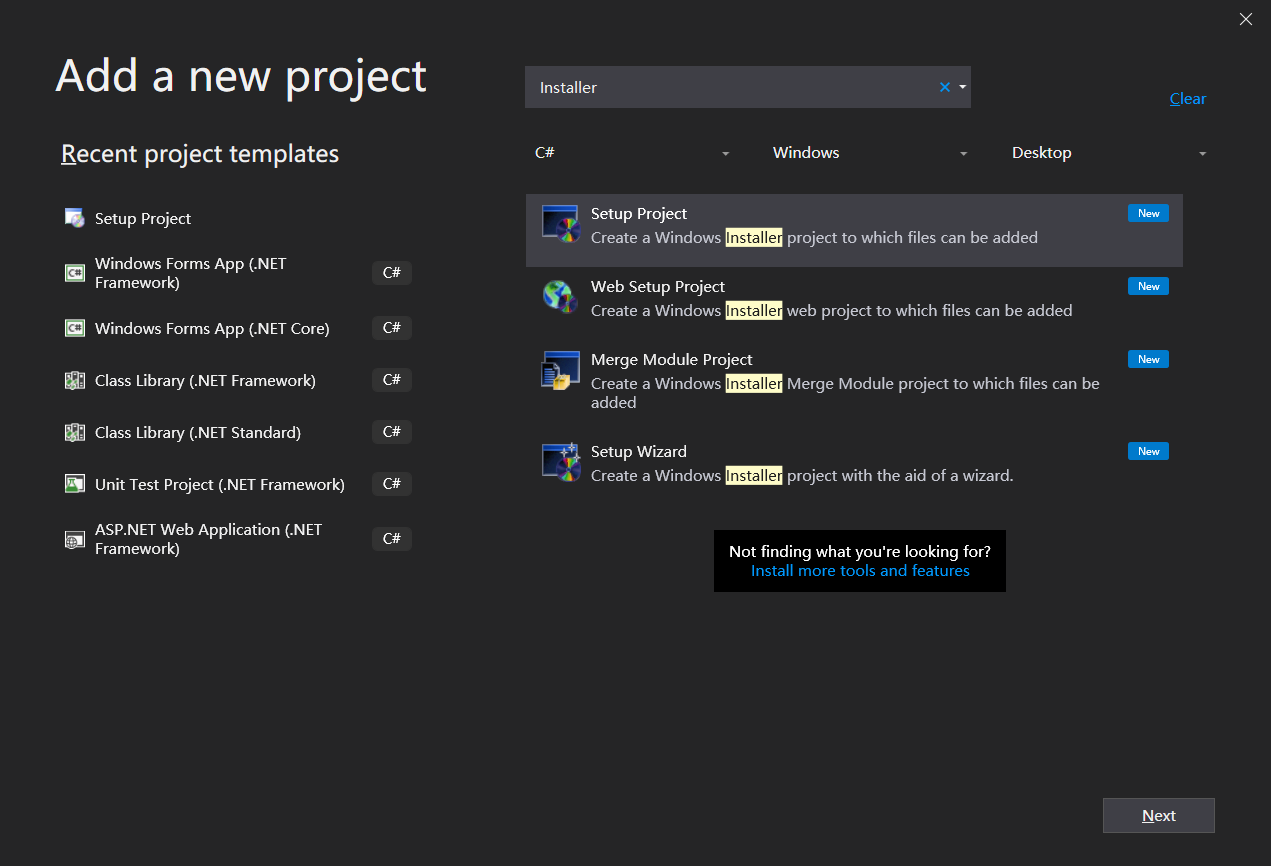 Add a new project
Installer
Clear
Recent project templates
C#
Windows
Desktop
Setup Project
Windows Forms App (.NET
Framework)
C#
Windows Forms App (.NET Core)
C#
Class Library (.NET Framework)
C#
Class Library (.NET Standard)
C#
Unit Test Project (.NET Framework)
C#
ASP.NET Web Application (.NET
Framework)
C#
Setup Project
New
Create a Windows Installer project to which files can be added
Web Setup Project
New
Create a Windows Installer web project to which files can be added
Merge Module Project
New
Create a Windows Installer Merge Module project to which files can be
added
Setup Wizard
New
Create a Windows Installer project with the aid of a wizard.
Not finding what you're looking for?
Install more tools and features
Next